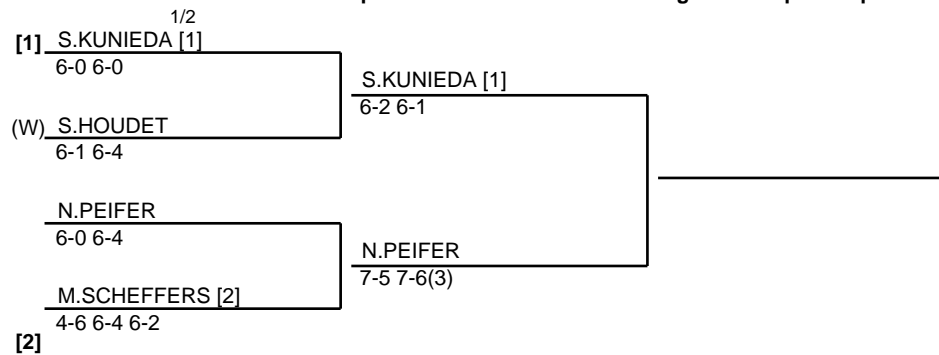 1/2
[1] S.KUNIEDA [1]
6-0 6-0
S.KUNIEDA [1]
6-2 6-1
(W) S.HOUDET
6-1 6-4
N.PEIFER
6-0 6-4
N.PEIFER
7-5 7-6(3)
M.SCHEFFERS [2]
4-6 6-4 6-2
[2]